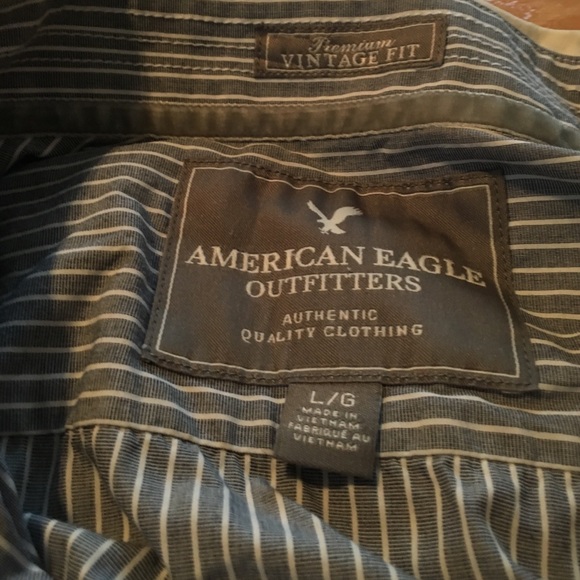 Premium
VINTAGE FIT
AMERICAN EAGLE
OUTFITTERS
AUTHENTIC
QUALITY CLOTHING
L/G
MADE IN
VIETNAM
FABRIQUÉ AU
VIETNAM